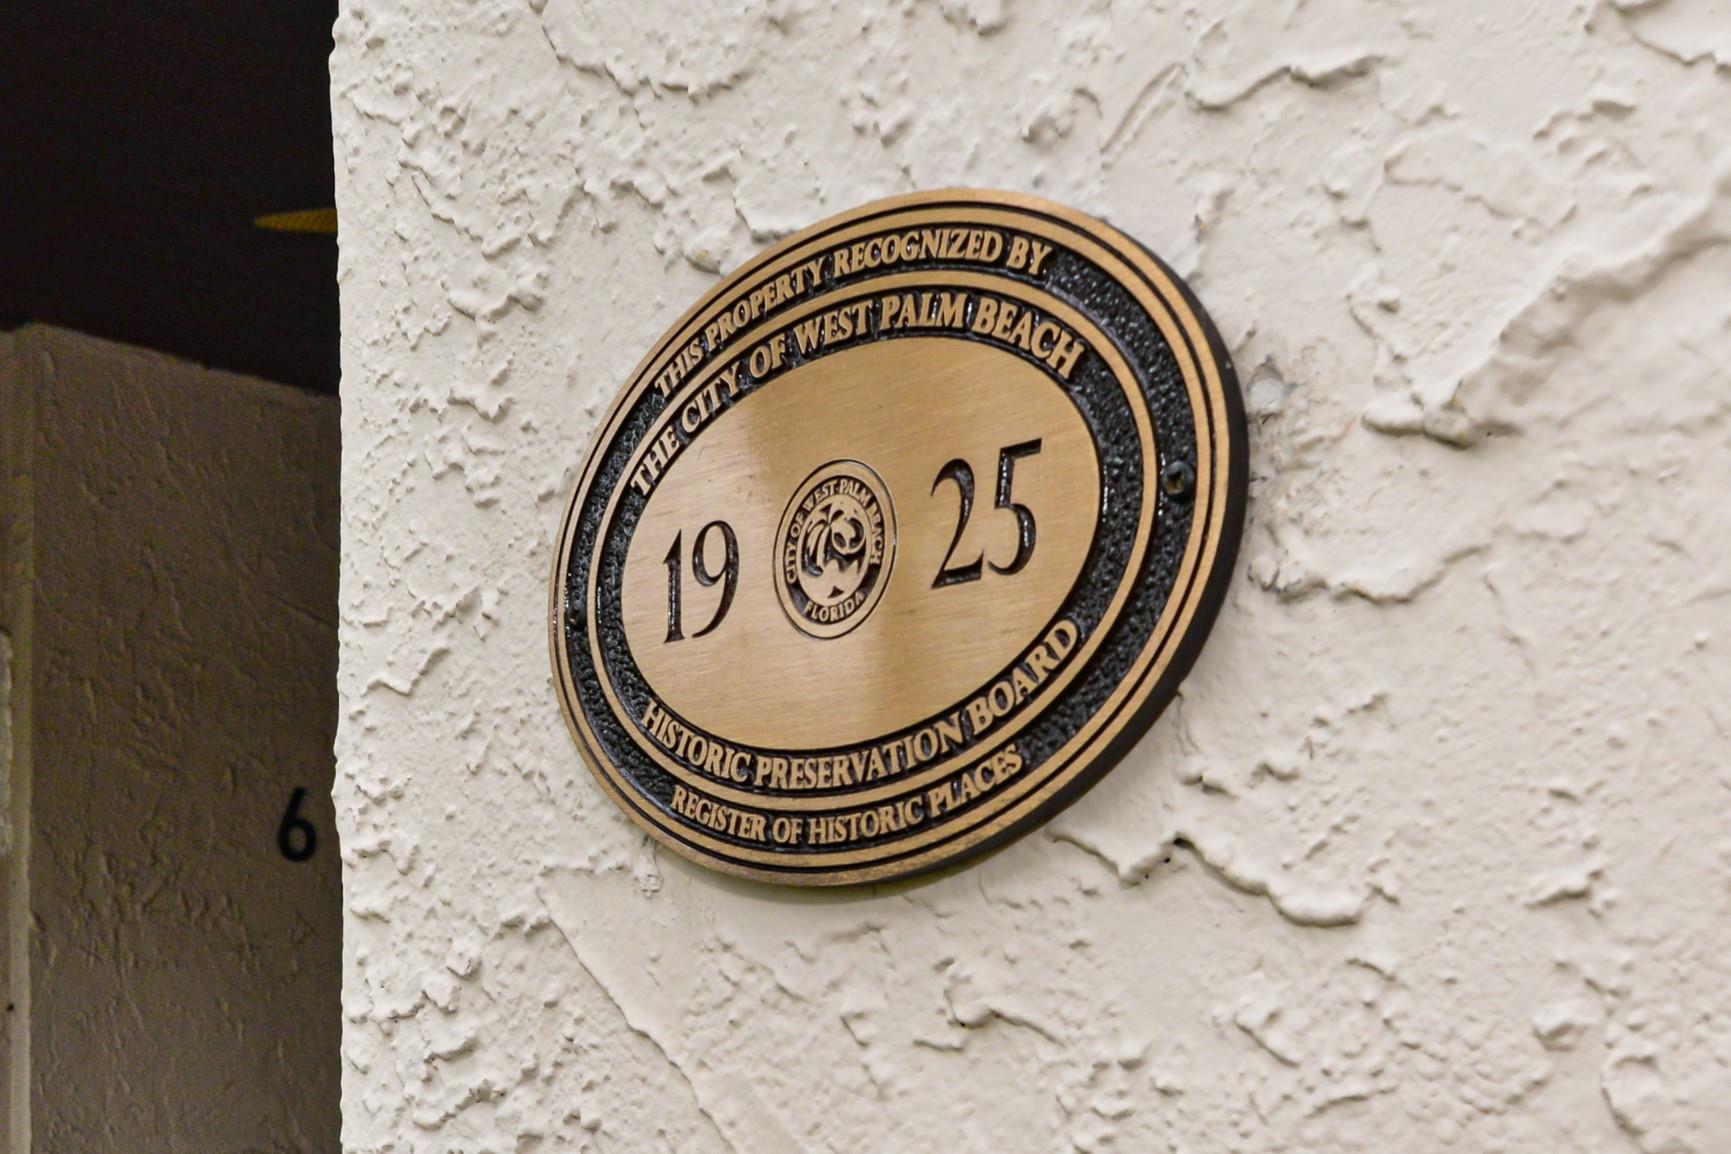 THIS PROPERTY RECOGNIZED BY
THE CITY OF WEST PALM BEACH
19 25
CITY OF WEST PALM BEACH
FLORIDA
HISTORIC PRESERVATION BOARD
REGISTER OF HISTORIC PLACES
6